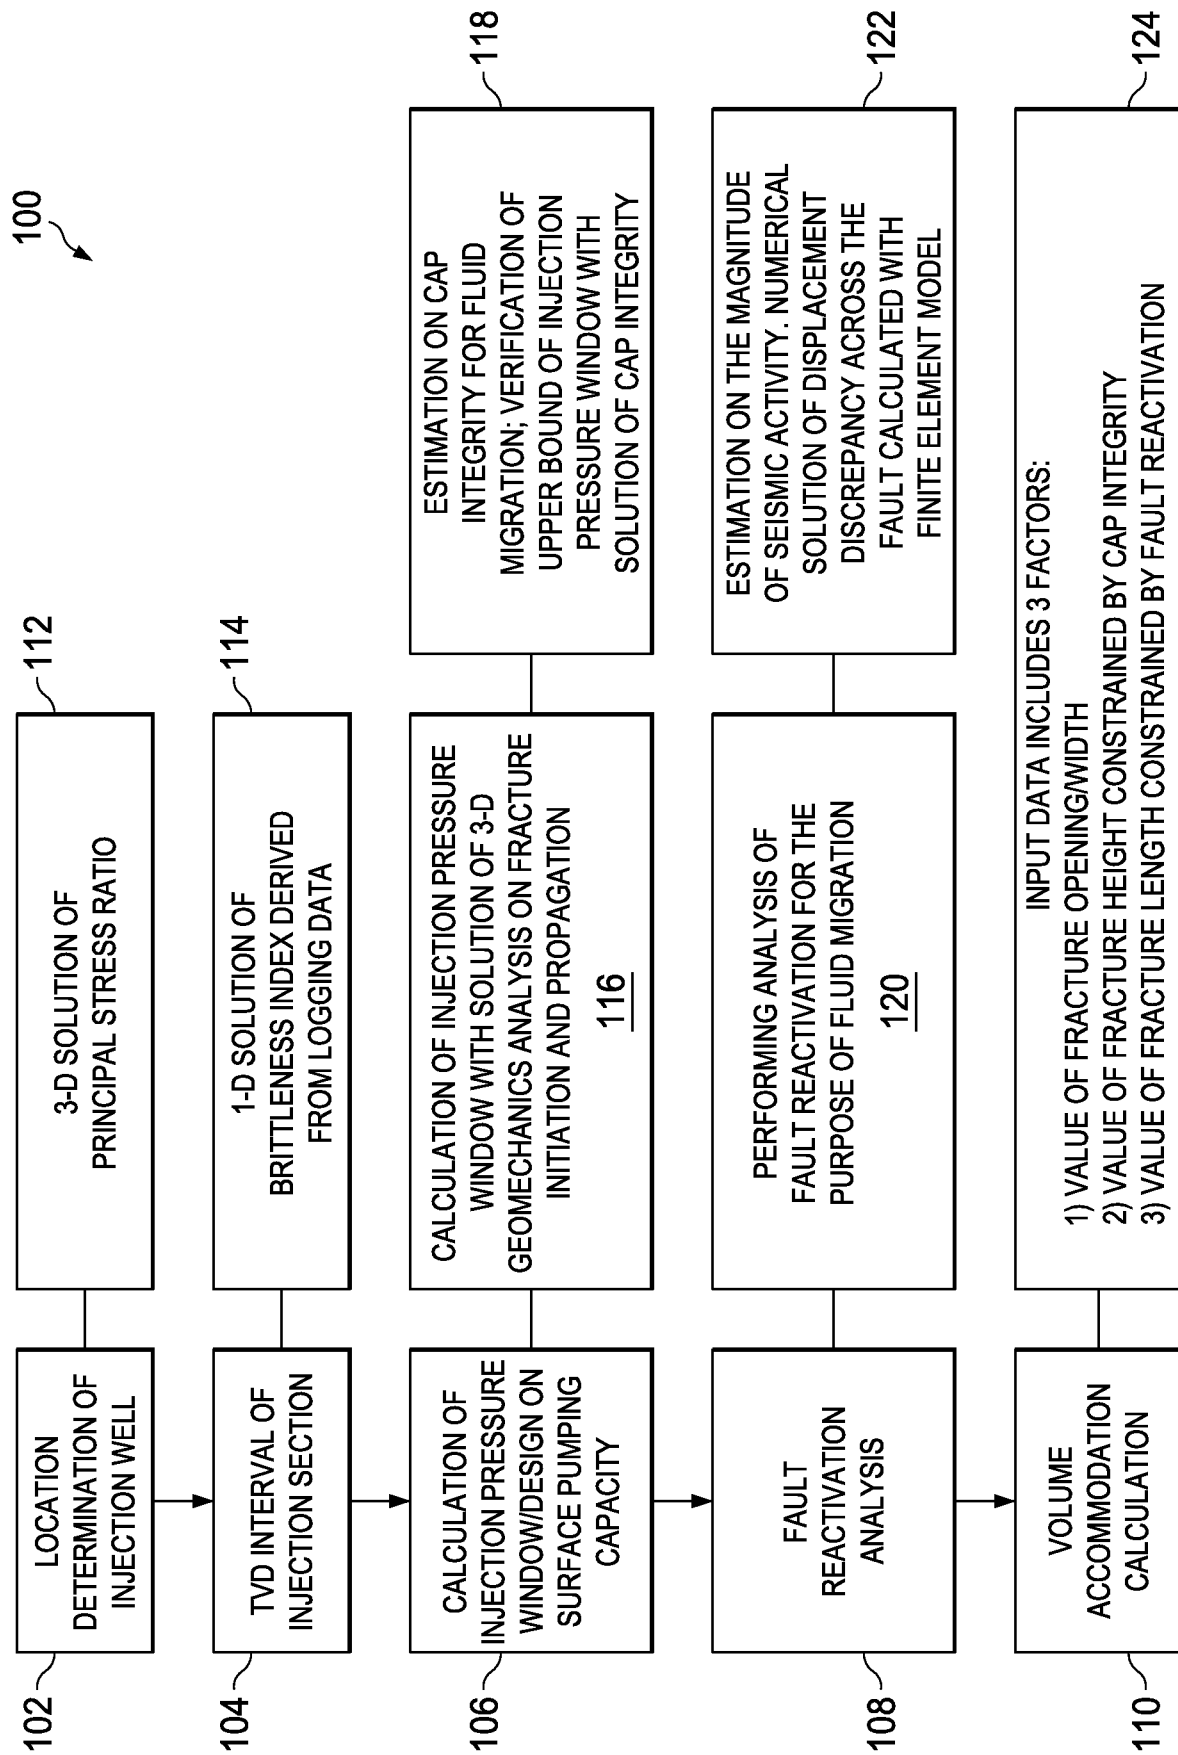 100
102
LOCATION
DETERMINATION OF
INJECTION WELL
3-D SOLUTION OF
PRINCIPAL STRESS RATIO
112
104
TVD INTERVAL OF
INJECTION SECTION
1-D SOLUTION OF
BRITTLENESS INDEX DERIVED
FROM LOGGING DATA
114
106
CALCULATION OF
INJECTION PRESSURE
WINDOW/DESIGN ON
SURFACE PUMPING
CAPACITY
CALCULATION OF INJECTION PRESSURE
WINDOW WITH SOLUTION OF 3-D
GEOMECHANICS ANALYSIS ON FRACTURE
INITIATION AND PROPAGATION
116
ESTIMATION ON CAP
INTEGRITY FOR FLUID
MIGRATION; VERIFICATION OF
UPPER BOUND OF INJECTION
PRESSURE WINDOW WITH
SOLUTION OF CAP INTEGRITY
118
108
FAULT
REACTIVATION
ANALYSIS
PERFORMING ANALYSIS OF
FAULT REACTIVATION FOR THE
PURPOSE OF FLUID MIGRATION
120
ESTIMATION ON THE MAGNITUDE
OF SEISMIC ACTIVITY. NUMERICAL
SOLUTION OF DISPLACEMENT
DISCREPANCY ACROSS THE
FAULT CALCULATED WITH
FINITE ELEMENT MODEL
122
110
VOLUME
ACCOMMODATION
CALCULATION
INPUT DATA INCLUDES 3 FACTORS:
1) VALUE OF FRACTURE OPENING/WIDTH
2) VALUE OF FRACTURE HEIGHT CONSTRAINED BY CAP INTEGRITY
3) VALUE OF FRACTURE LENGTH CONSTRAINED BY FAULT REACTIVATION
124